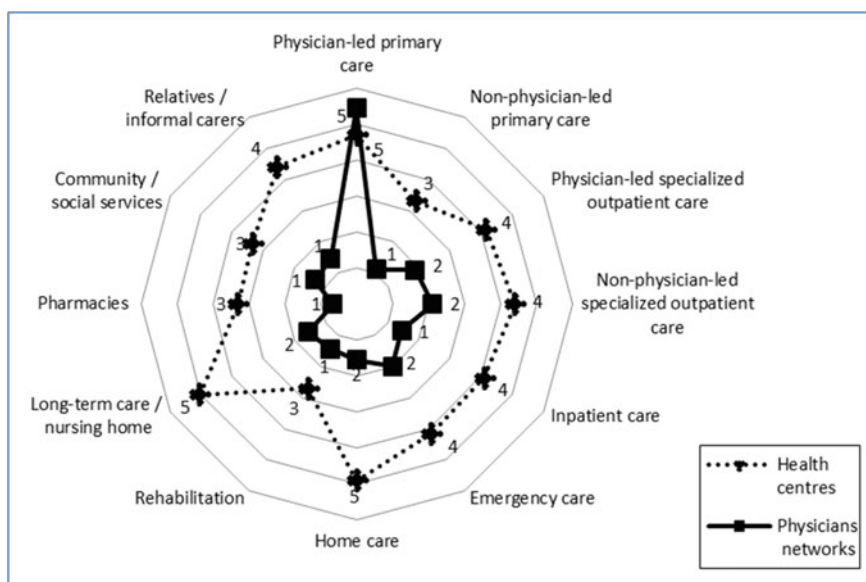 Physician-led primary
care
Relatives /
informal carers
Non-physician-led
primary care
5
4
5
Community /
social services
3
Physician-led specialized
outpatient care
4
3
1
1
2
1
Pharmacies
3
1
2
4
Non-physician-led
specialized outpatient
care
2
1
1
2
2
4
Long-term care /
nursing home
5
3
4
Inpatient care
Rehabilitation
5
Emergency care
Home care
Health
centres
Physicians
networks